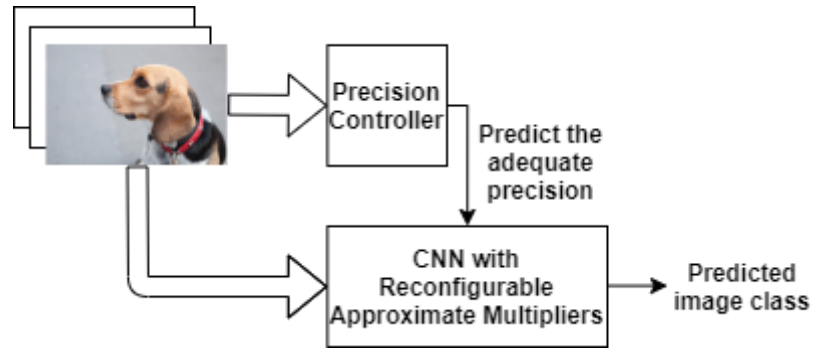 Precision
Controller
Predict the
adequate
precision
CNN with
Reconfigurable
Approximate Multipliers
Predicted
image class